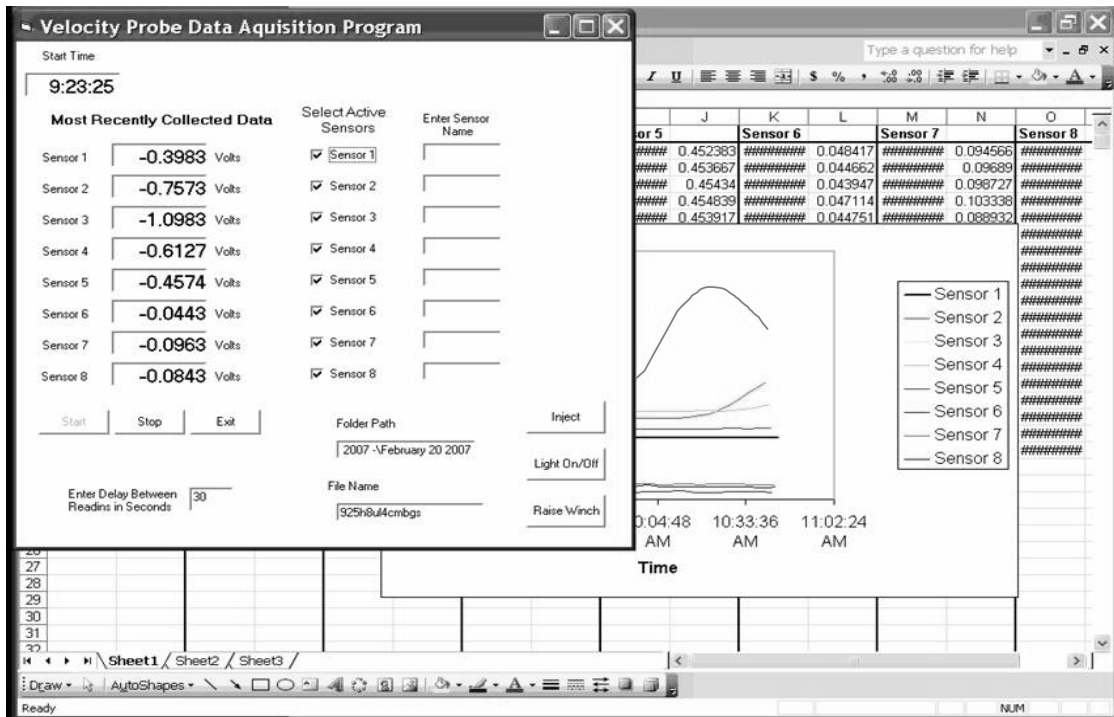 Velocity Probe Data Aquisition Program
Start Time
9:23:25
Most Recently Collected Data
Select Active Sensors
Enter Sensor Name
Sensor 1 -0.3983 Volts Sensor 1
Sensor 2 -0.7573 Volts Sensor 2
Sensor 3 -1.0983 Volts Sensor 3
Sensor 4 -0.6127 Volts Sensor 4
Sensor 5 -0.4574 Volts Sensor 5
Sensor 6 -0.0443 Volts Sensor 6
Sensor 7 -0.0963 Volts Sensor 7
Sensor 8 -0.0843 Volts Sensor 8
Start Stop Exit
Folder Path
2007 -\February 20 2007
File Name
925h8ul4cmbgs
Enter Delay Between
Readins in Seconds
30
Inject
Light On/Off
Raise Winch
Type a question for help
I U $ % ,
J K L M N O
sor 5 Sensor 6 Sensor 7 Sensor 8
#### 0.452383 ######## 0.048417 ######## 0.094566 ########
#### 0.453667 ######## 0.044662 ######## 0.09689 ########
#### 0.45434 ######## 0.043947 ######## 0.098727 ########
#### 0.454839 ######## 0.047114 ######## 0.103338 ########
#### 0.453917 ######## 0.044751 ######## 0.088932 ########
########
########
########
########
########
########
########
########
########
########
########
########
########
########
Sensor 1
Sensor 2
Sensor 3
Sensor 4
Sensor 5
Sensor 6
Sensor 7
Sensor 8
0:04:48 AM
10:33:36 AM
11:02:24 AM
Time
27
28
29
30
31
32
Sheet1 / Sheet2 / Sheet3 /
Draw AutoShapes
Ready NUM